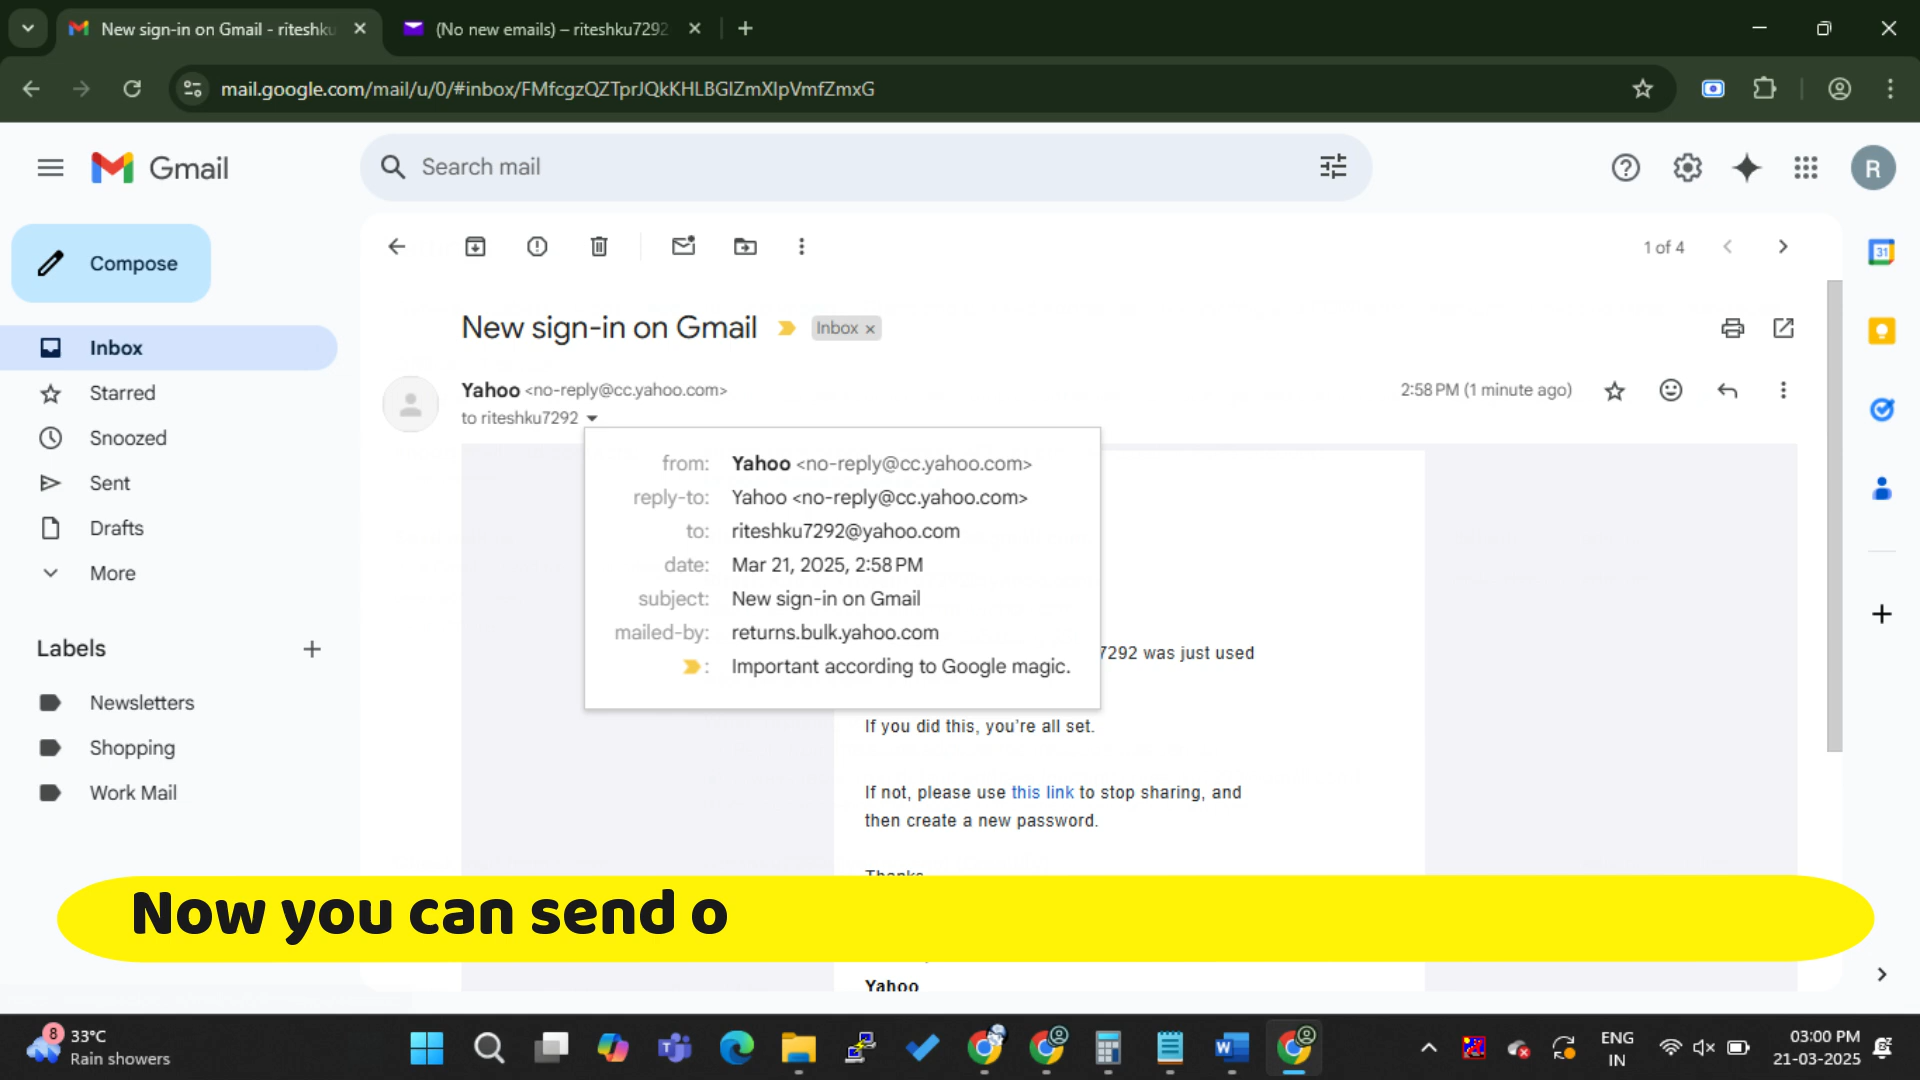 New sign-in on Gmail - riteshku
(No new emails) – riteshku7292
mail.google.com/mail/u/0/#inbox/FMfcgzQZTprJQkKHLBGlZmXlpVmfZmxG
Gmail
Search mail
R
Compose
1 of 4
31
Inbox
Starred
Snoozed
Sent
Drafts
More
Labels
Newsletters
Shopping
Work Mail
New sign-in on Gmail
Inbox x
Yahoo <no-reply@cc.yahoo.com>
2:58 PM (1 minute ago)
to riteshku7292
from: Yahoo <no-reply@cc.yahoo.com>
reply-to: Yahoo <no-reply@cc.yahoo.com>
to: riteshku7292@yahoo.com
date: Mar 21, 2025, 2:58 PM
subject: New sign-in on Gmail
mailed-by: returns.bulk.yahoo.com
: Important according to Google magic.
7292 was just used
If you did this, you're all set.
If not, please use this link to stop sharing, and
then create a new password.
Thanks
Now you can send o
Yahoo
8
33°C
Rain showers
ENG
IN
03:00 PM
21-03-2025